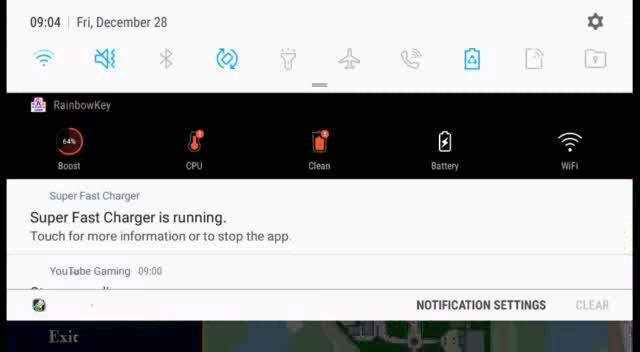 09:04 | Fri, December 28
RainbowKey
64%
Boost
CPU
Clean
Battery
WiFi
Super Fast Charger
Super Fast Charger is running.
Touch for more information or to stop the app.
YouTube Gaming 09:00
NOTIFICATION SETTINGS
CLEAR
Exit